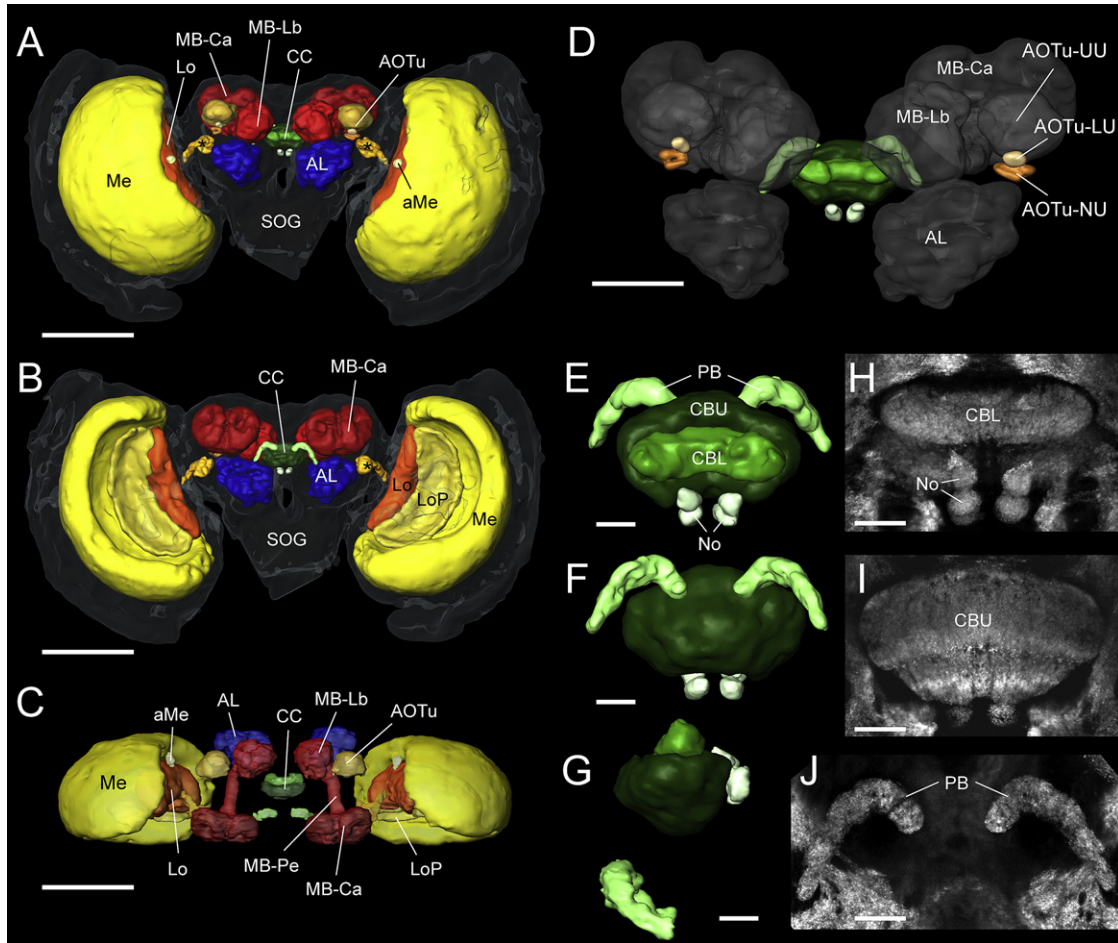 A
MB-Ca
MB-Lb
CC
AOTu
Lo
*
*
Me
AL
aMe
SOG
B
CC
MB-Ca
AL
*
Lo
LoP
Me
SOG
C
aMe
AL
CC
MB-Lb
AOTu
Me
Lo
MB-Pe
MB-Ca
LoP
D
MB-Ca
AOTu-UU
MB-Lb
AOTu-LU
AOTu-NU
AL
E
PB
CBU
CBL
No
F
G
H
CBL
No
I
CBU
J
PB